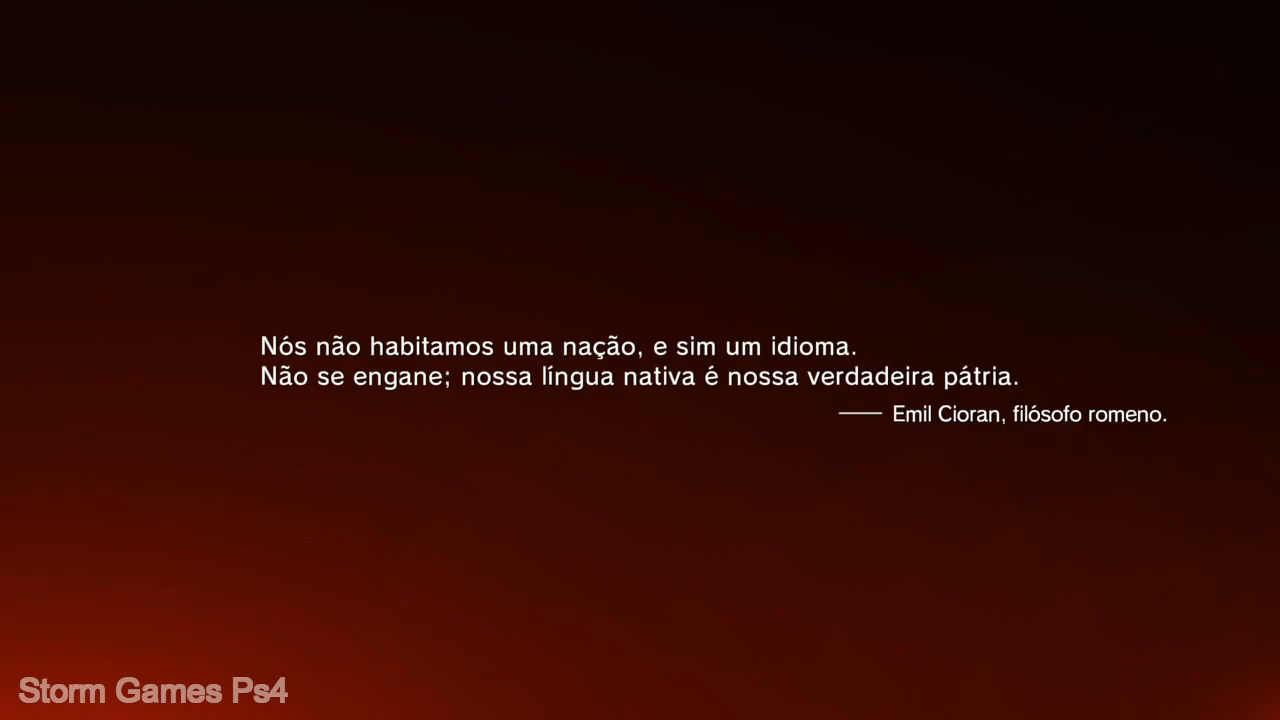 Nós não habitamos uma nação, e sim um idioma.
Não se engane; nossa língua nativa é nossa verdadeira pátria.
—— Emil Cioran, filósofo romeno.
Storm Games Ps4